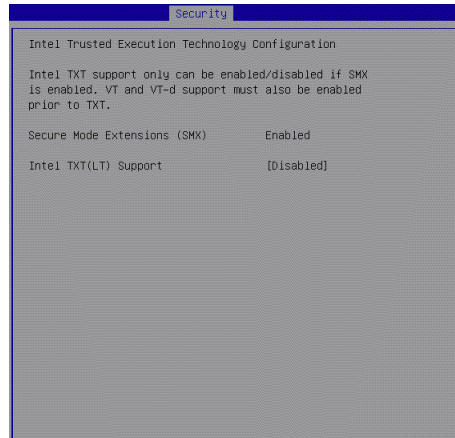 Security
Intel Trusted Execution Technology Configuration
Intel TXT support only can be enabled/disabled if SMX
is enabled. VT and VT-d support must also be enabled
prior to TXT.
Secure Mode Extensions (SMX) Enabled
Intel TXT(LT) Support [Disabled]